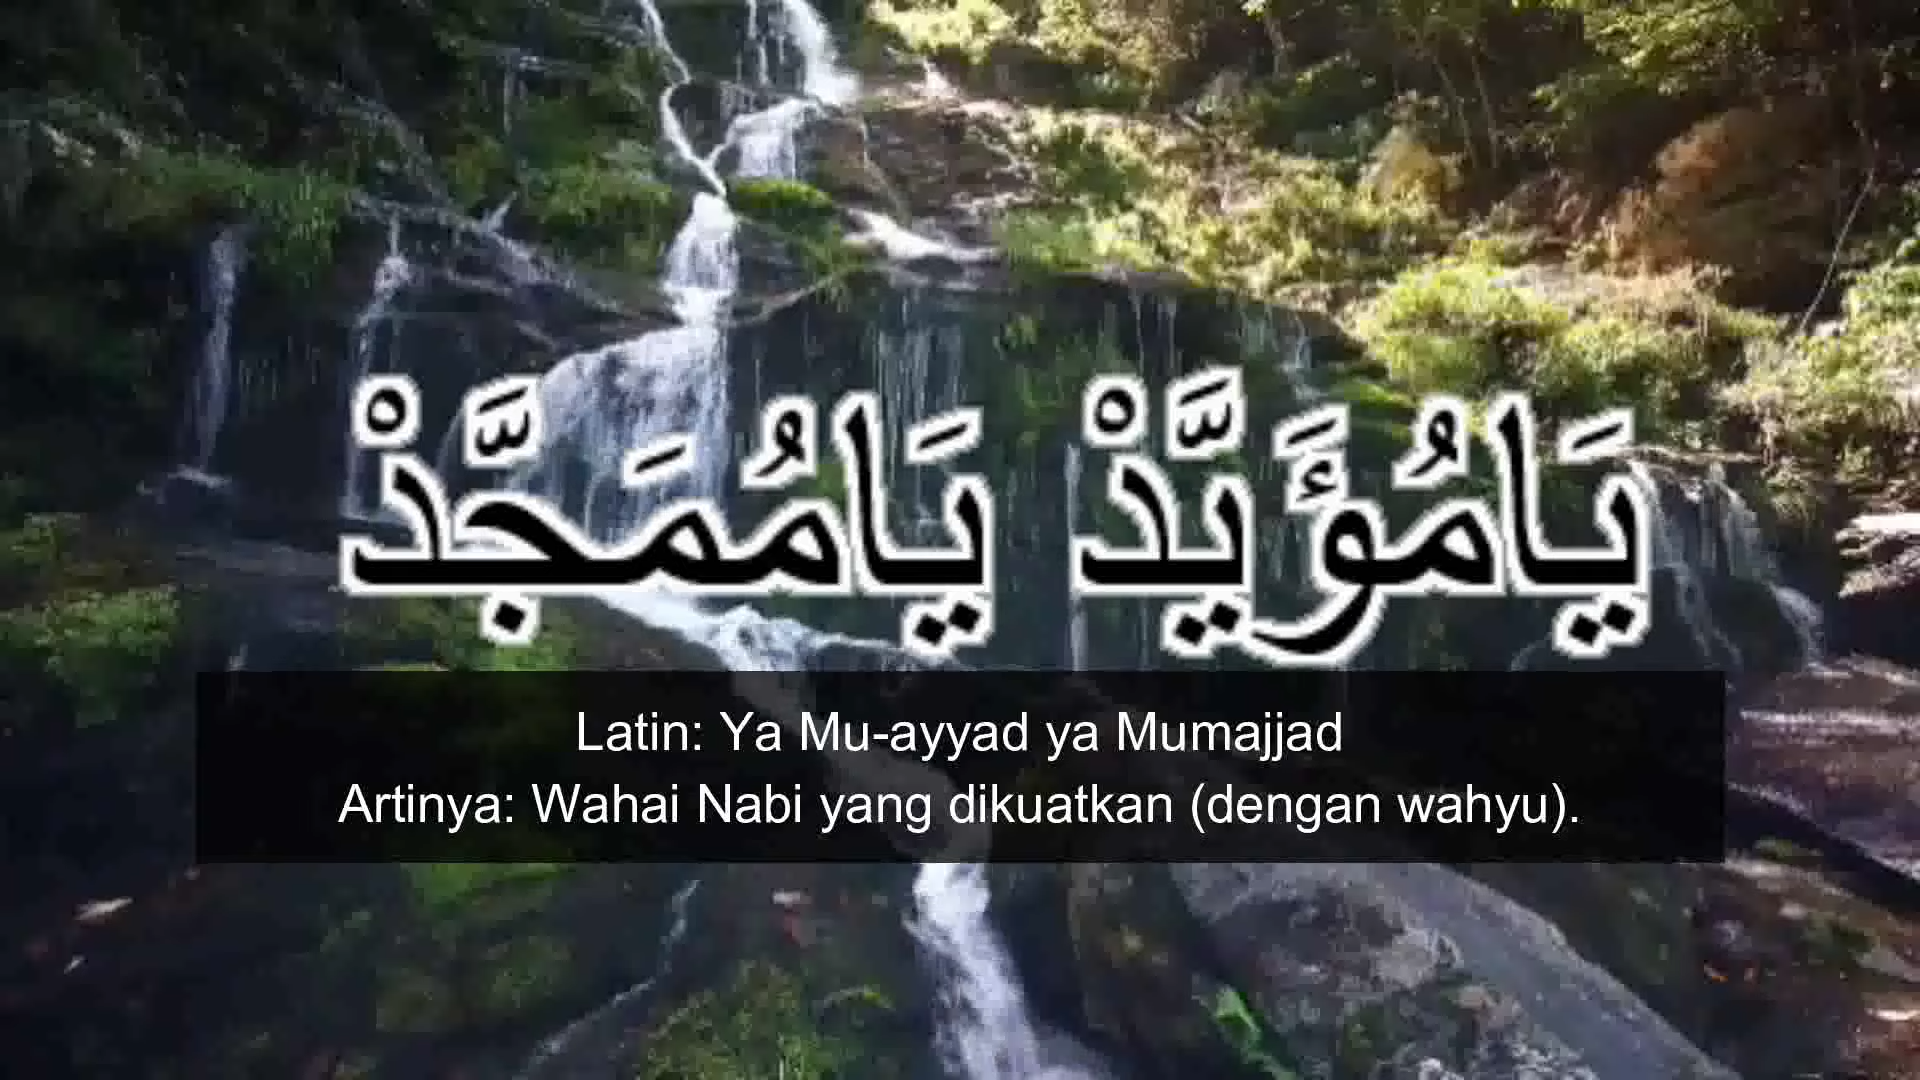 يَامُؤَيَّدْ يَامُمَجَّدْ
Latin: Ya Mu-ayyad ya Mumajjad
Artinya: Wahai Nabi yang dikuatkan (dengan wahyu).